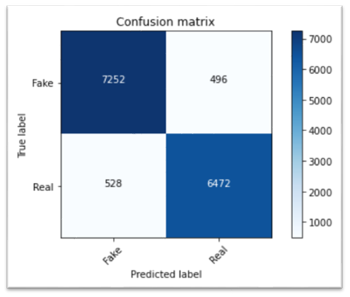 Confusion matrix
7000
Fake 7252 496
6000
5000
4000
True label
3000
Real 528 6472
2000
1000
Fake Real
Predicted label